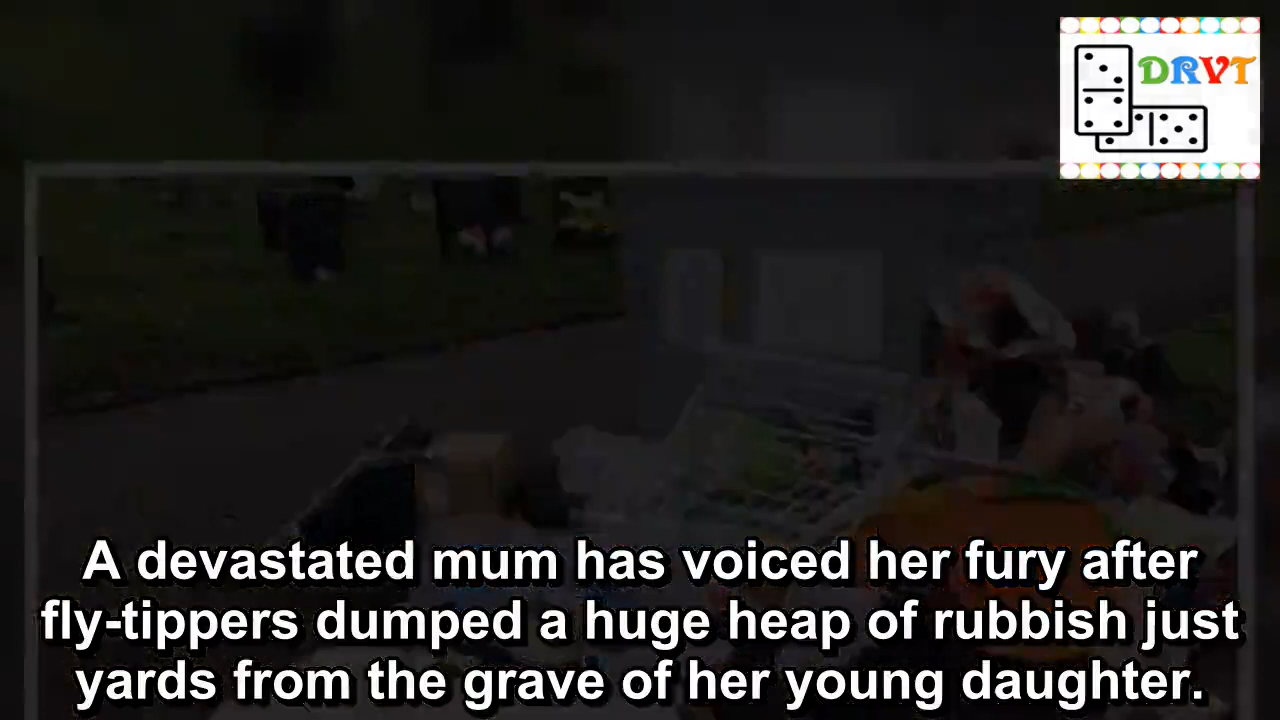 DRVT
A devastated mum has voiced her fury after
fly-tippers dumped a huge heap of rubbish just
yards from the grave of her young daughter.